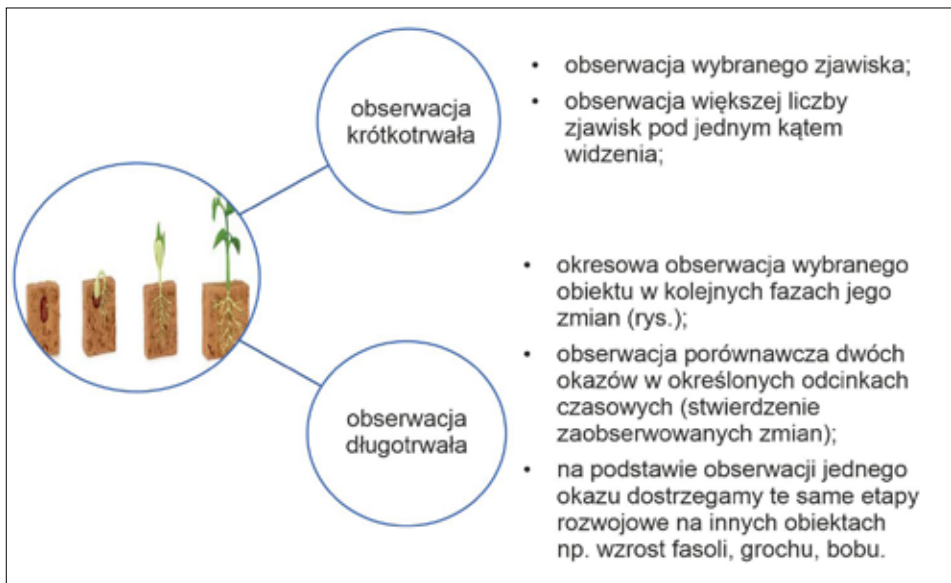 obserwacja
krótkotrwała
• obserwacja wybranego zjawiska;
• obserwacja większej liczby
zjawisk pod jednym kątem
widzenia;
obserwacja
długotrwała
• okresowa obserwacja wybranego
obiektu w kolejnych fazach jego
zmian (rys.);
• obserwacja porównawcza dwóch
okazów w określonych odcinkach
czasowych (stwierdzenie
zaobserwowanych zmian);
• na podstawie obserwacji jednego
okazu dostrzegamy te same etapy
rozwojowe na innych obiektach
np. wzrost fasoli, grochu, bobu.